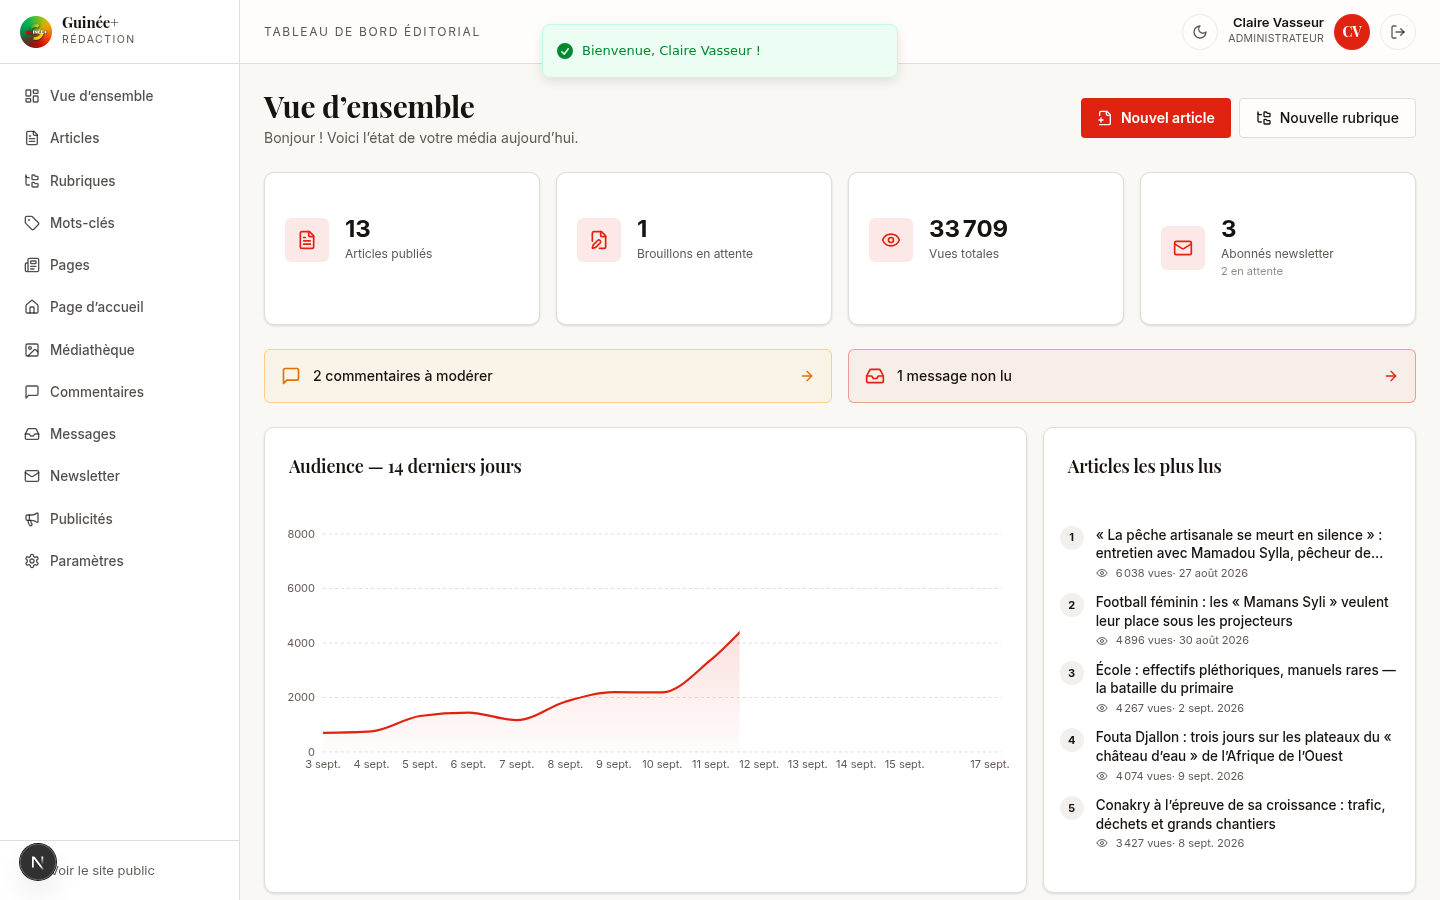 Guinée+
RÉDACTION
TABLEAU DE BORD ÉDITORIAL
Bienvenue, Claire Vasseur !
Claire Vasseur
ADMINISTRATEUR
CV
Vue d’ensemble
Articles
Rubriques
Mots-clés
Pages
Page d’accueil
Médiathèque
Commentaires
Messages
Newsletter
Publicités
Paramètres
N
Voir le site public
Vue d’ensemble
Bonjour ! Voici l’état de votre média aujourd’hui.
Nouvel article
Nouvelle rubrique
13
Articles publiés
1
Brouillons en attente
33 709
Vues totales
3
Abonnés newsletter
2 en attente
2 commentaires à modérer
1 message non lu
Audience — 14 derniers jours
8000
6000
4000
2000
0
3 sept. 4 sept. 5 sept. 6 sept. 7 sept. 8 sept. 9 sept. 10 sept. 11 sept. 12 sept. 13 sept. 14 sept. 15 sept. 17 sept.
Articles les plus lus
1
« La pêche artisanale se meurt en silence » :
entretien avec Mamadou Sylla, pêcheur de...
6 038 vues · 27 août 2026
2
Football féminin : les « Mamans Syli » veulent
leur place sous les projecteurs
4 896 vues · 30 août 2026
3
École : effectifs pléthoriques, manuels rares —
la bataille du primaire
4 267 vues · 2 sept. 2026
4
Fouta Djallon : trois jours sur les plateaux du «
château d’eau » de l’Afrique de l’Ouest
4 074 vues · 9 sept. 2026
5
Conakry à l’épreuve de sa croissance : trafic,
déchets et grands chantiers
3 427 vues · 8 sept. 2026